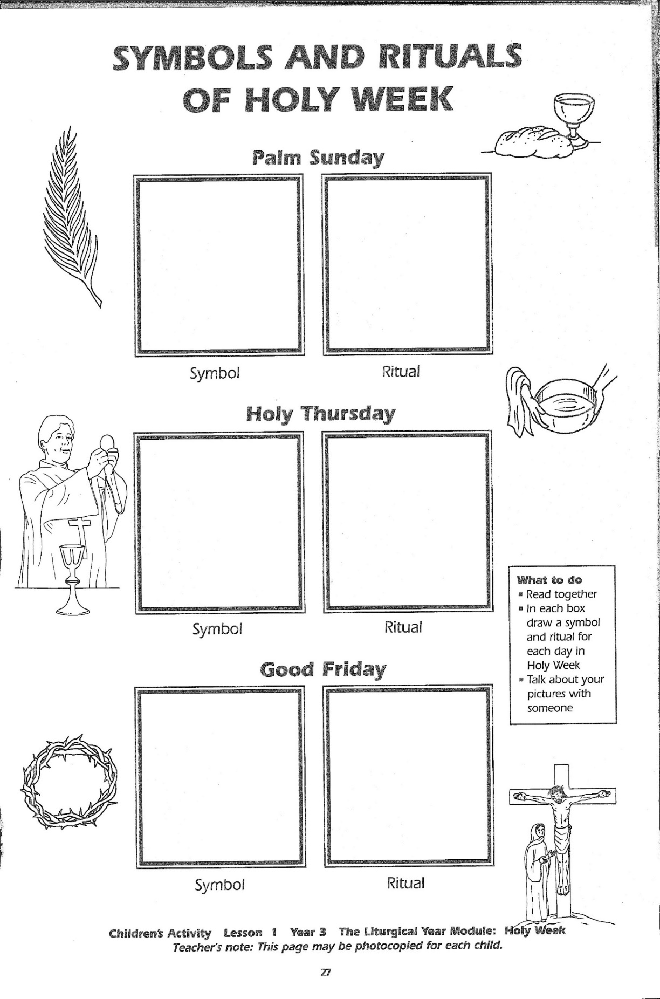 SYMBOLS AND RITUALS
OF HOLY WEEK
Palm Sunday
Symbol
Ritual
Holy Thursday
Symbol
Ritual
What to do
▪ Read together
▪ In each box
draw a symbol
and ritual for
each day in
Holy Week
▪ Talk about your
pictures with
someone
Good Friday
Symbol
Ritual
Children's Activity Lesson 1 Year 3 The Liturgical Year Module: Holy Week
Teacher's note: This page may be photocopied for each child.
27